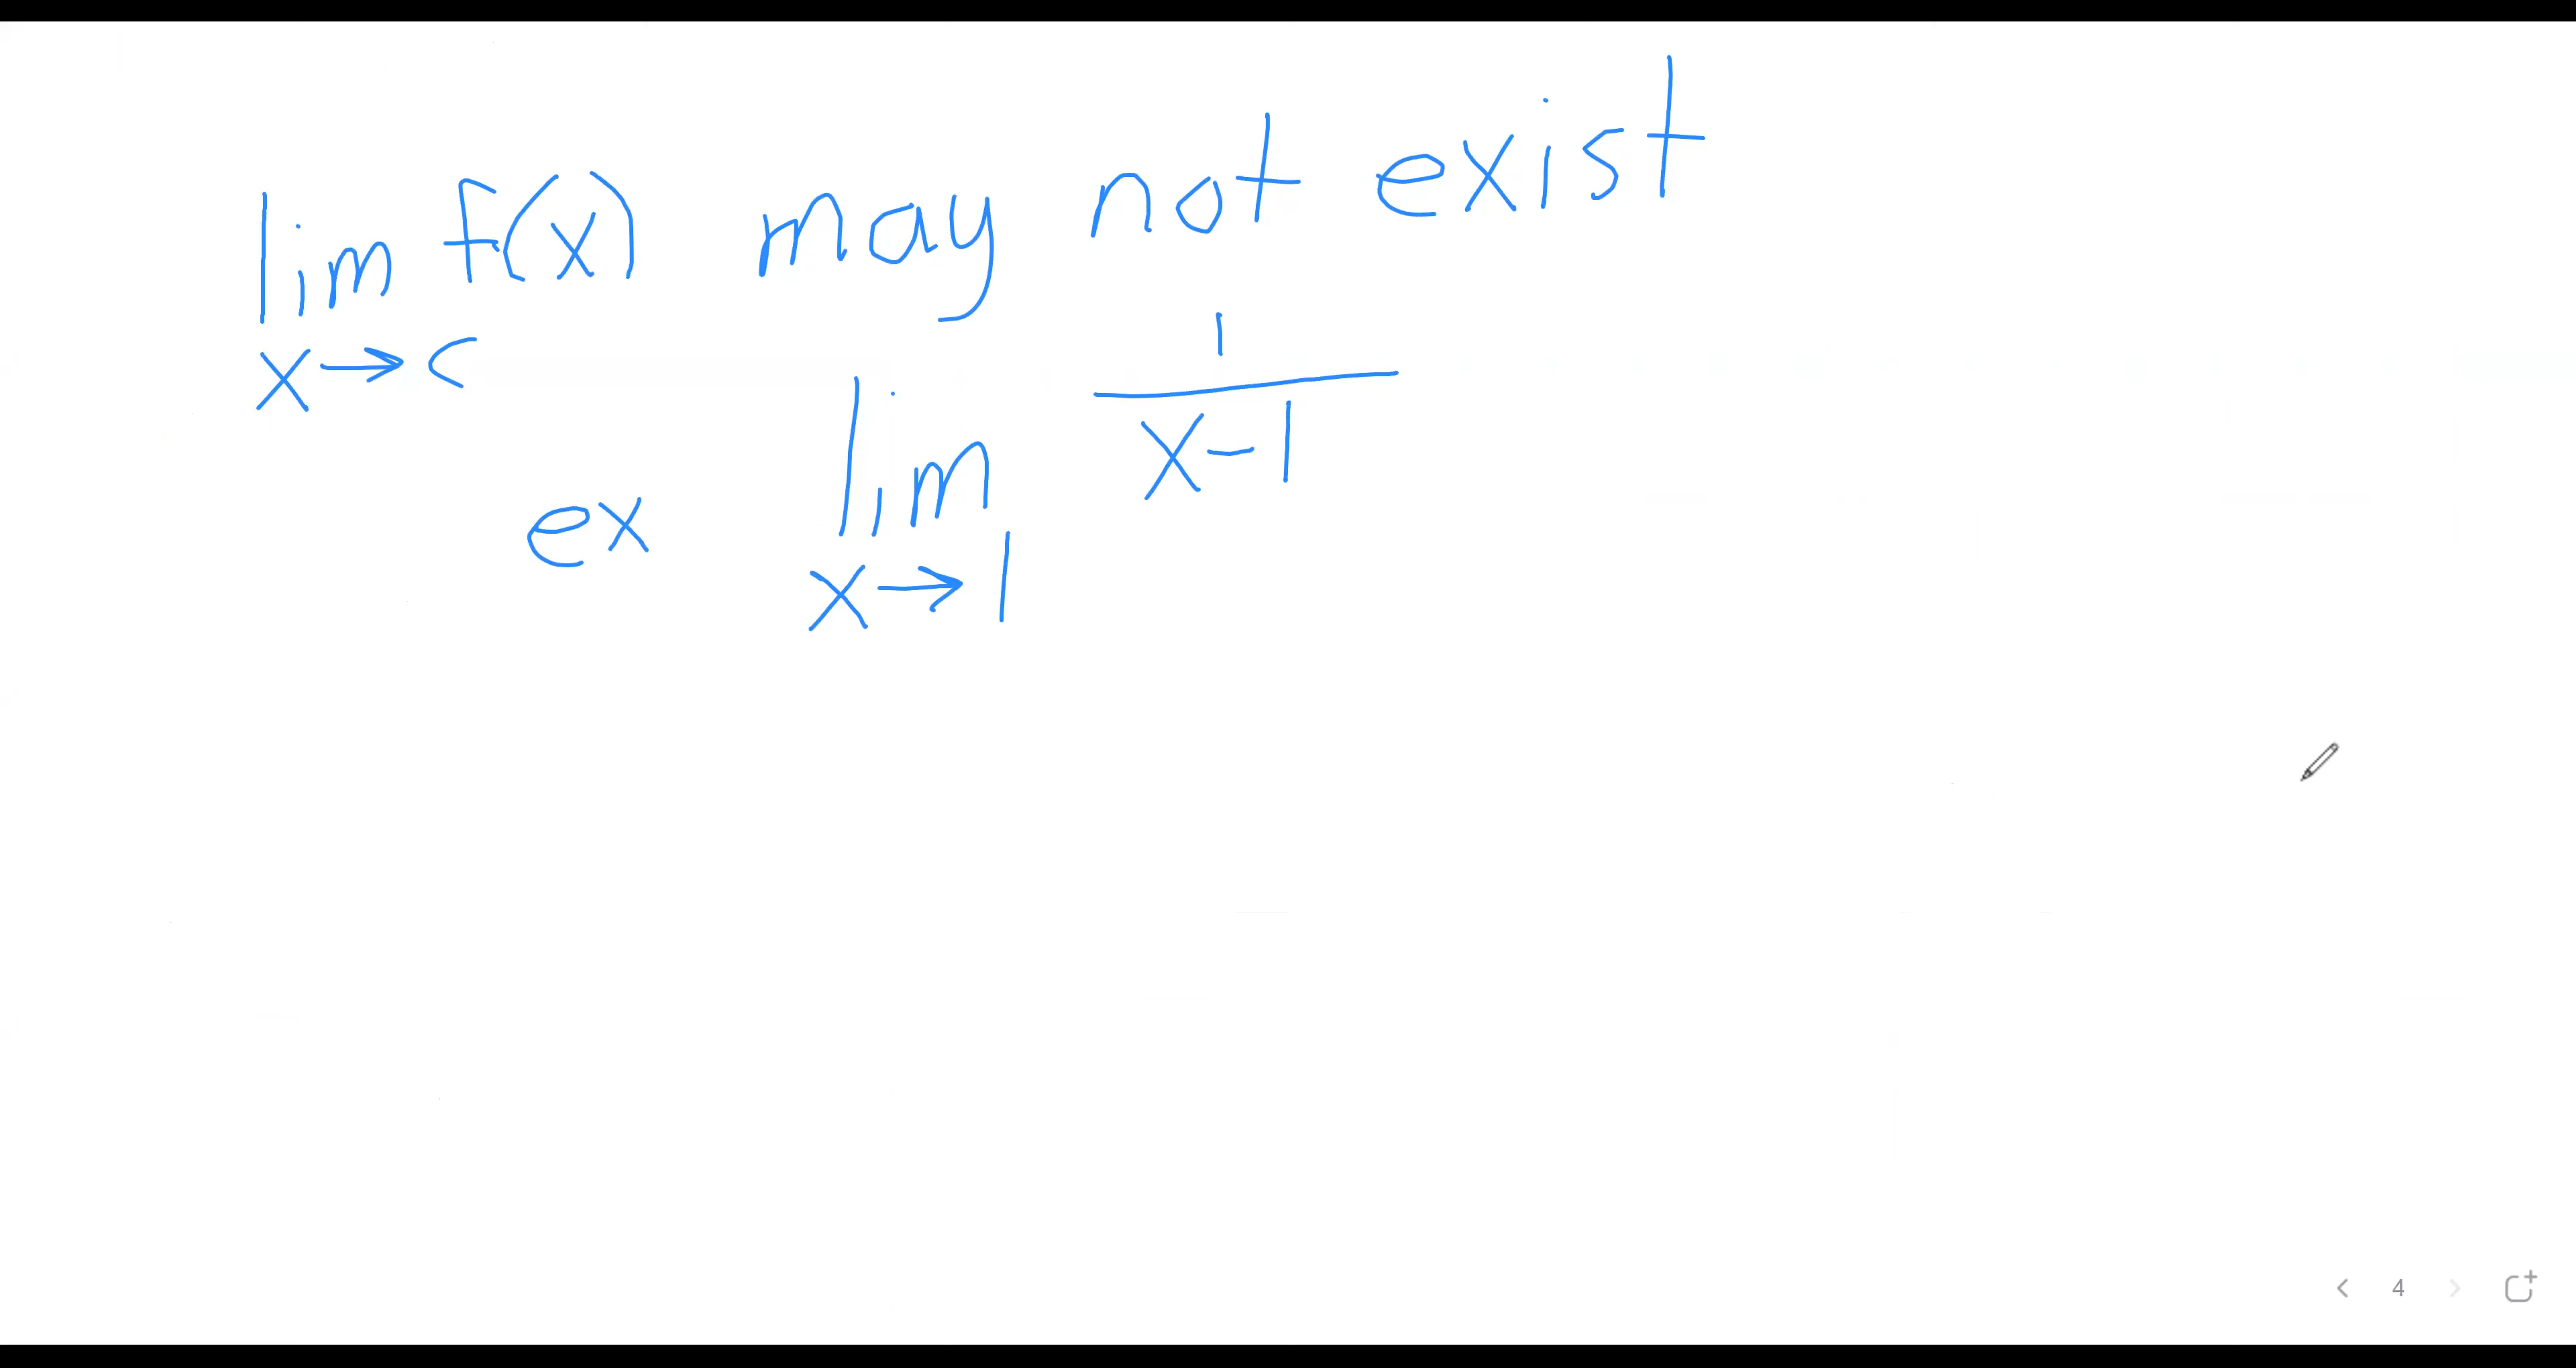 lim f(x) may not exist
x→c
1
ex lim x-1
x→1
4